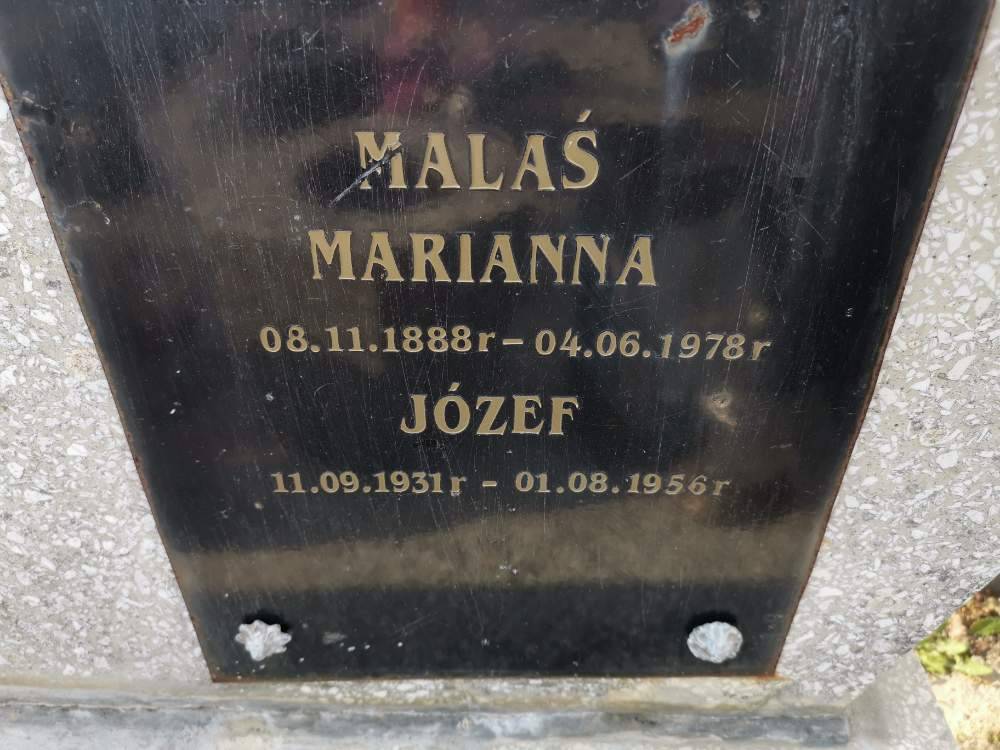 MALAŚ
MARIANNA
08.11.1888r – 04.06.1978r
JÓZEF
11.09.1931r - 01.08.1956r